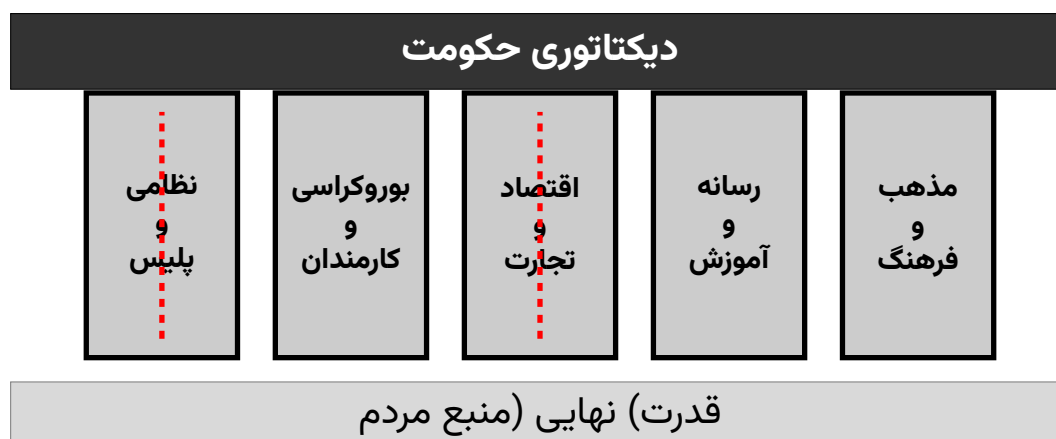 دیکتاتوری حکومت
مذهب
و
فرهنگ
رسانه
و
آموزش
اقتصاد
و
تجارت
بوروکراسی
و
کارمندان
نظامی
و
پلیس
قدرت) نهایی (منبع مردم